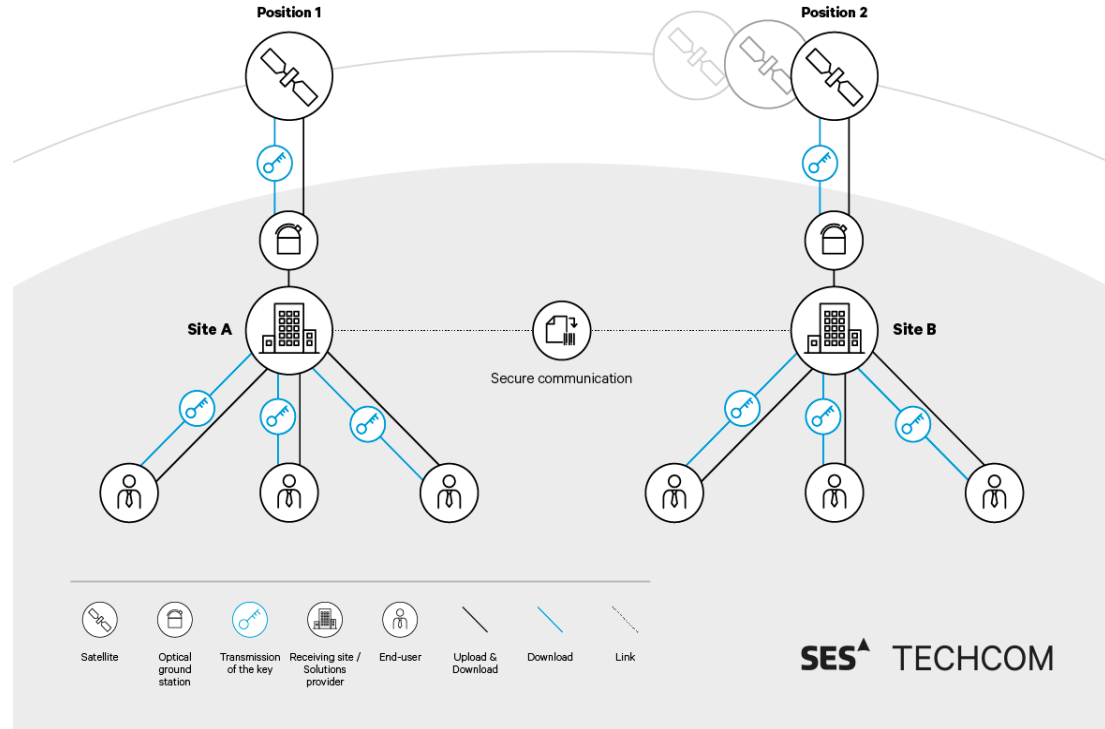 Position 1
Position 2
Site A
Site B
Secure communication
Satellite
Optical
ground
station
Transmission
of the key
Receiving site /
Solutions
provider
End-user
Upload &
Download
Download
Link
SES TECHCOM